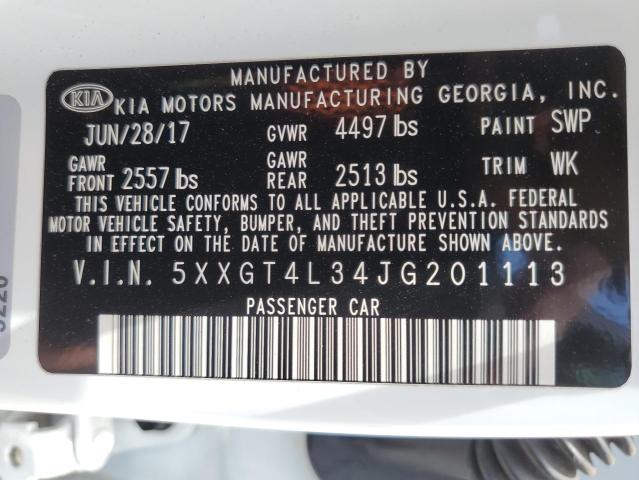 MANUFACTURED BY
KIA KIA MOTORS MANUFACTURING GEORGIA, INC.
JUN/28/17 GVWR 4497 lbs PAINT SWP
GAWR FRONT 2557 lbs GAWR REAR 2513 lbs TRIM WK
THIS VEHICLE CONFORMS TO ALL APPLICABLE U.S.A. FEDERAL
MOTOR VEHICLE SAFETY, BUMPER, AND THEFT PREVENTION STANDARDS
IN EFFECT ON THE DATE OF MANUFACTURE SHOWN ABOVE.
V.I.N. 5XXGT4L34JG201113
PASSENGER CAR